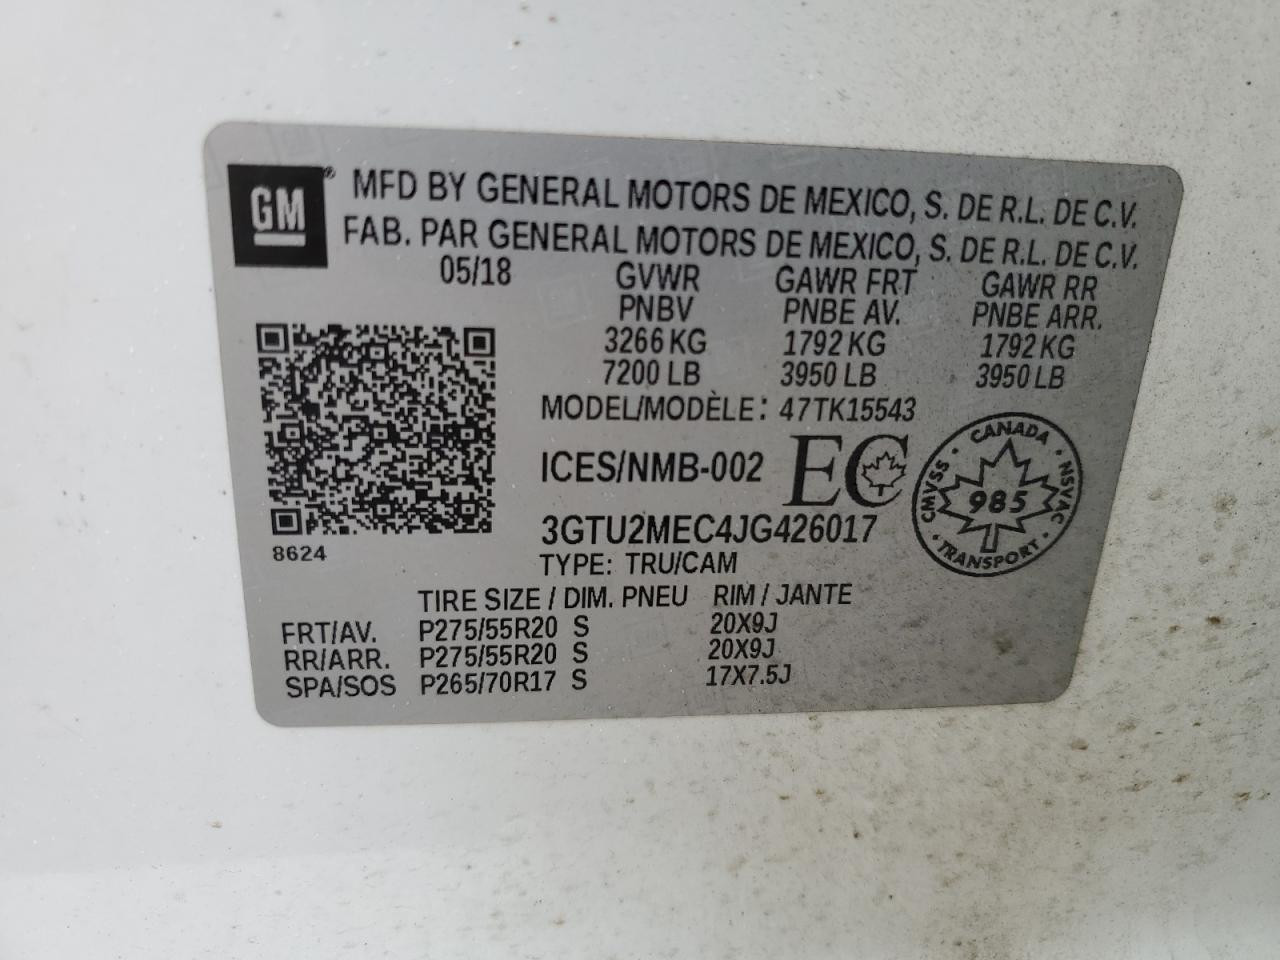 GM ® MFD BY GENERAL MOTORS DE MEXICO, S. DE R.L. DE C.V.
FAB. PAR GENERAL MOTORS DE MEXICO, S. DE R.L. DE C.V.
05/18 GVWR GAWR FRT GAWR RR
PNBV PNBE AV. PNBE ARR.
3266 KG 1792 KG 1792 KG
7200 LB 3950 LB 3950 LB
MODEL/MODÈLE: 47TK15543
ICES/NMB-002 EC
CANADA
CMVSS · 985 · NSVAC
· TRANSPORT ·
3GTU2MEC4JG426017
8624
TYPE: TRU/CAM
TIRE SIZE / DIM. PNEU RIM / JANTE
FRT/AV. P275/55R20 S 20X9J
RR/ARR. P275/55R20 S 20X9J
SPA/SOS P265/70R17 S 17X7.5J